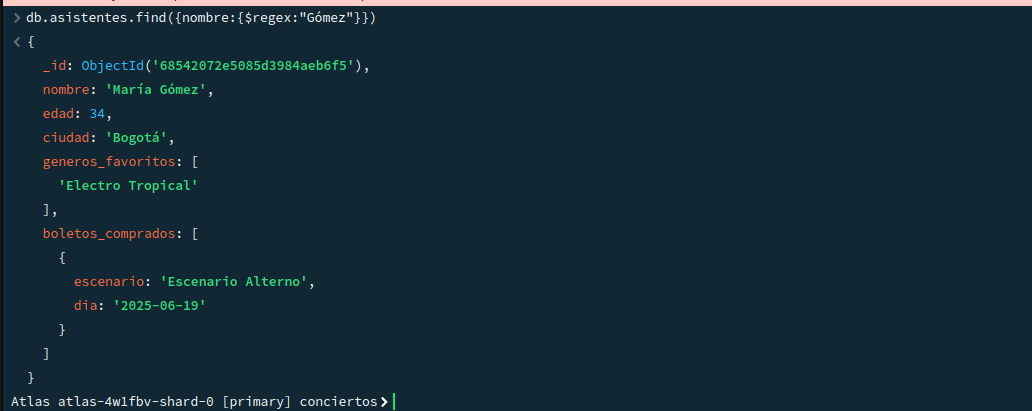 > db.asistentes.find({nombre:{$regex:"Gómez"}})
< {
_id: ObjectId('68542072e5085d3984aeb6f5'),
nombre: 'María Gómez',
edad: 34,
ciudad: 'Bogotá',
generos_favoritos: [
'Electro Tropical'
],
boletos_comprados: [
{
escenario: 'Escenario Alterno',
dia: '2025-06-19'
}
]
}
Atlas atlas-4w1fbv-shard-0 [primary] conciertos>